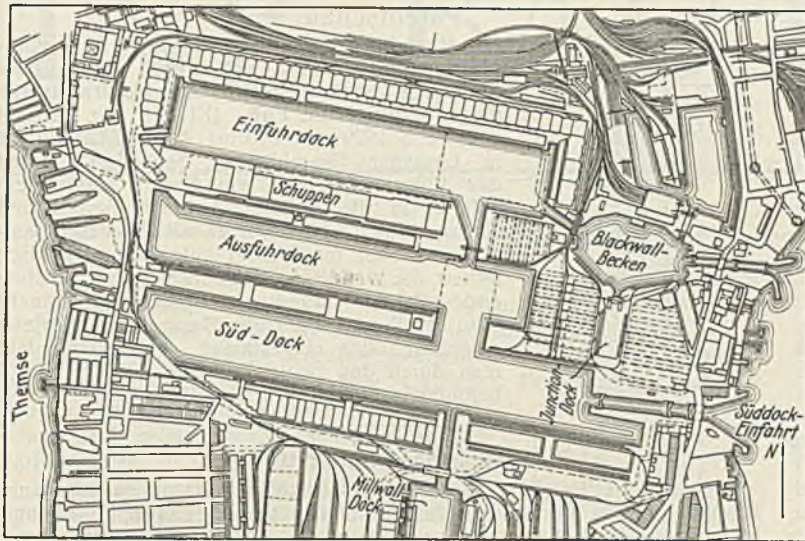 Einfuhrdock
Schuppen
Ausfuhrdock
Blackwall-
Becken
Süd-Dock
Themse
Junction-
Dock
Süddock-
Einfahrt
N
Millwall-
Dock